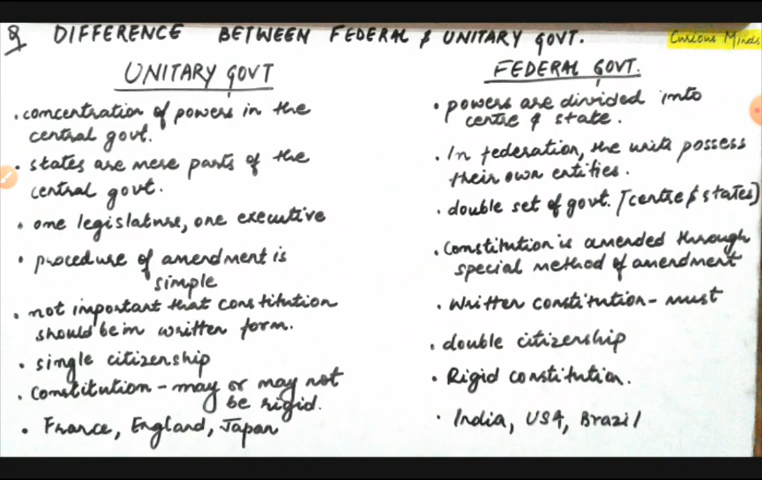 Q DIFFERENCE BETWEEN FEDERAL & UNITARY GOVT.
Curious Minds
UNITARY GOVT
• concentration of powers in the
central govt.
• states are mere parts of the
central govt.
• one legislature, one executive
• procedure of amendment is
simple
• not important that constitution
should be in written form.
• single citizenship
• Constitution - may or may not
be rigid.
• France, England, Japan
FEDERAL GOVT.
• powers are divided into
centre & state.
• In federation, the units possess
their own entities.
• double set of govt. [centre & states]
• Constitution is amended through
special method of amendment
• Written constitution - must
• double citizenship
• Rigid constitution.
• India, USA, Brazil